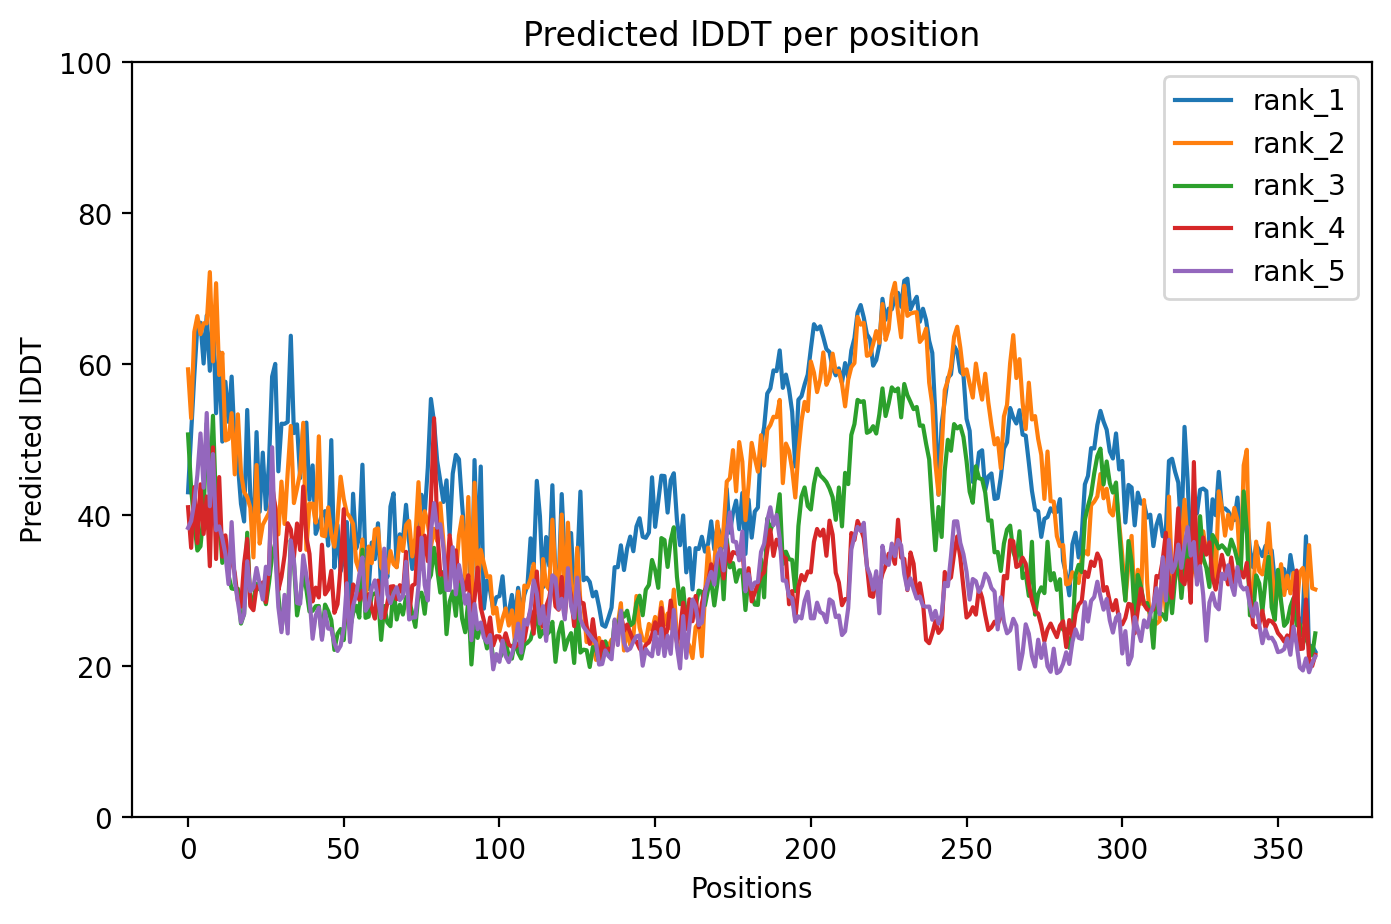 Predicted lDDT per position
100
80
60
40
20
0
Predicted lDDT
rank_1
rank_2
rank_3
rank_4
rank_5
0 50 100 150 200 250 300 350
Positions